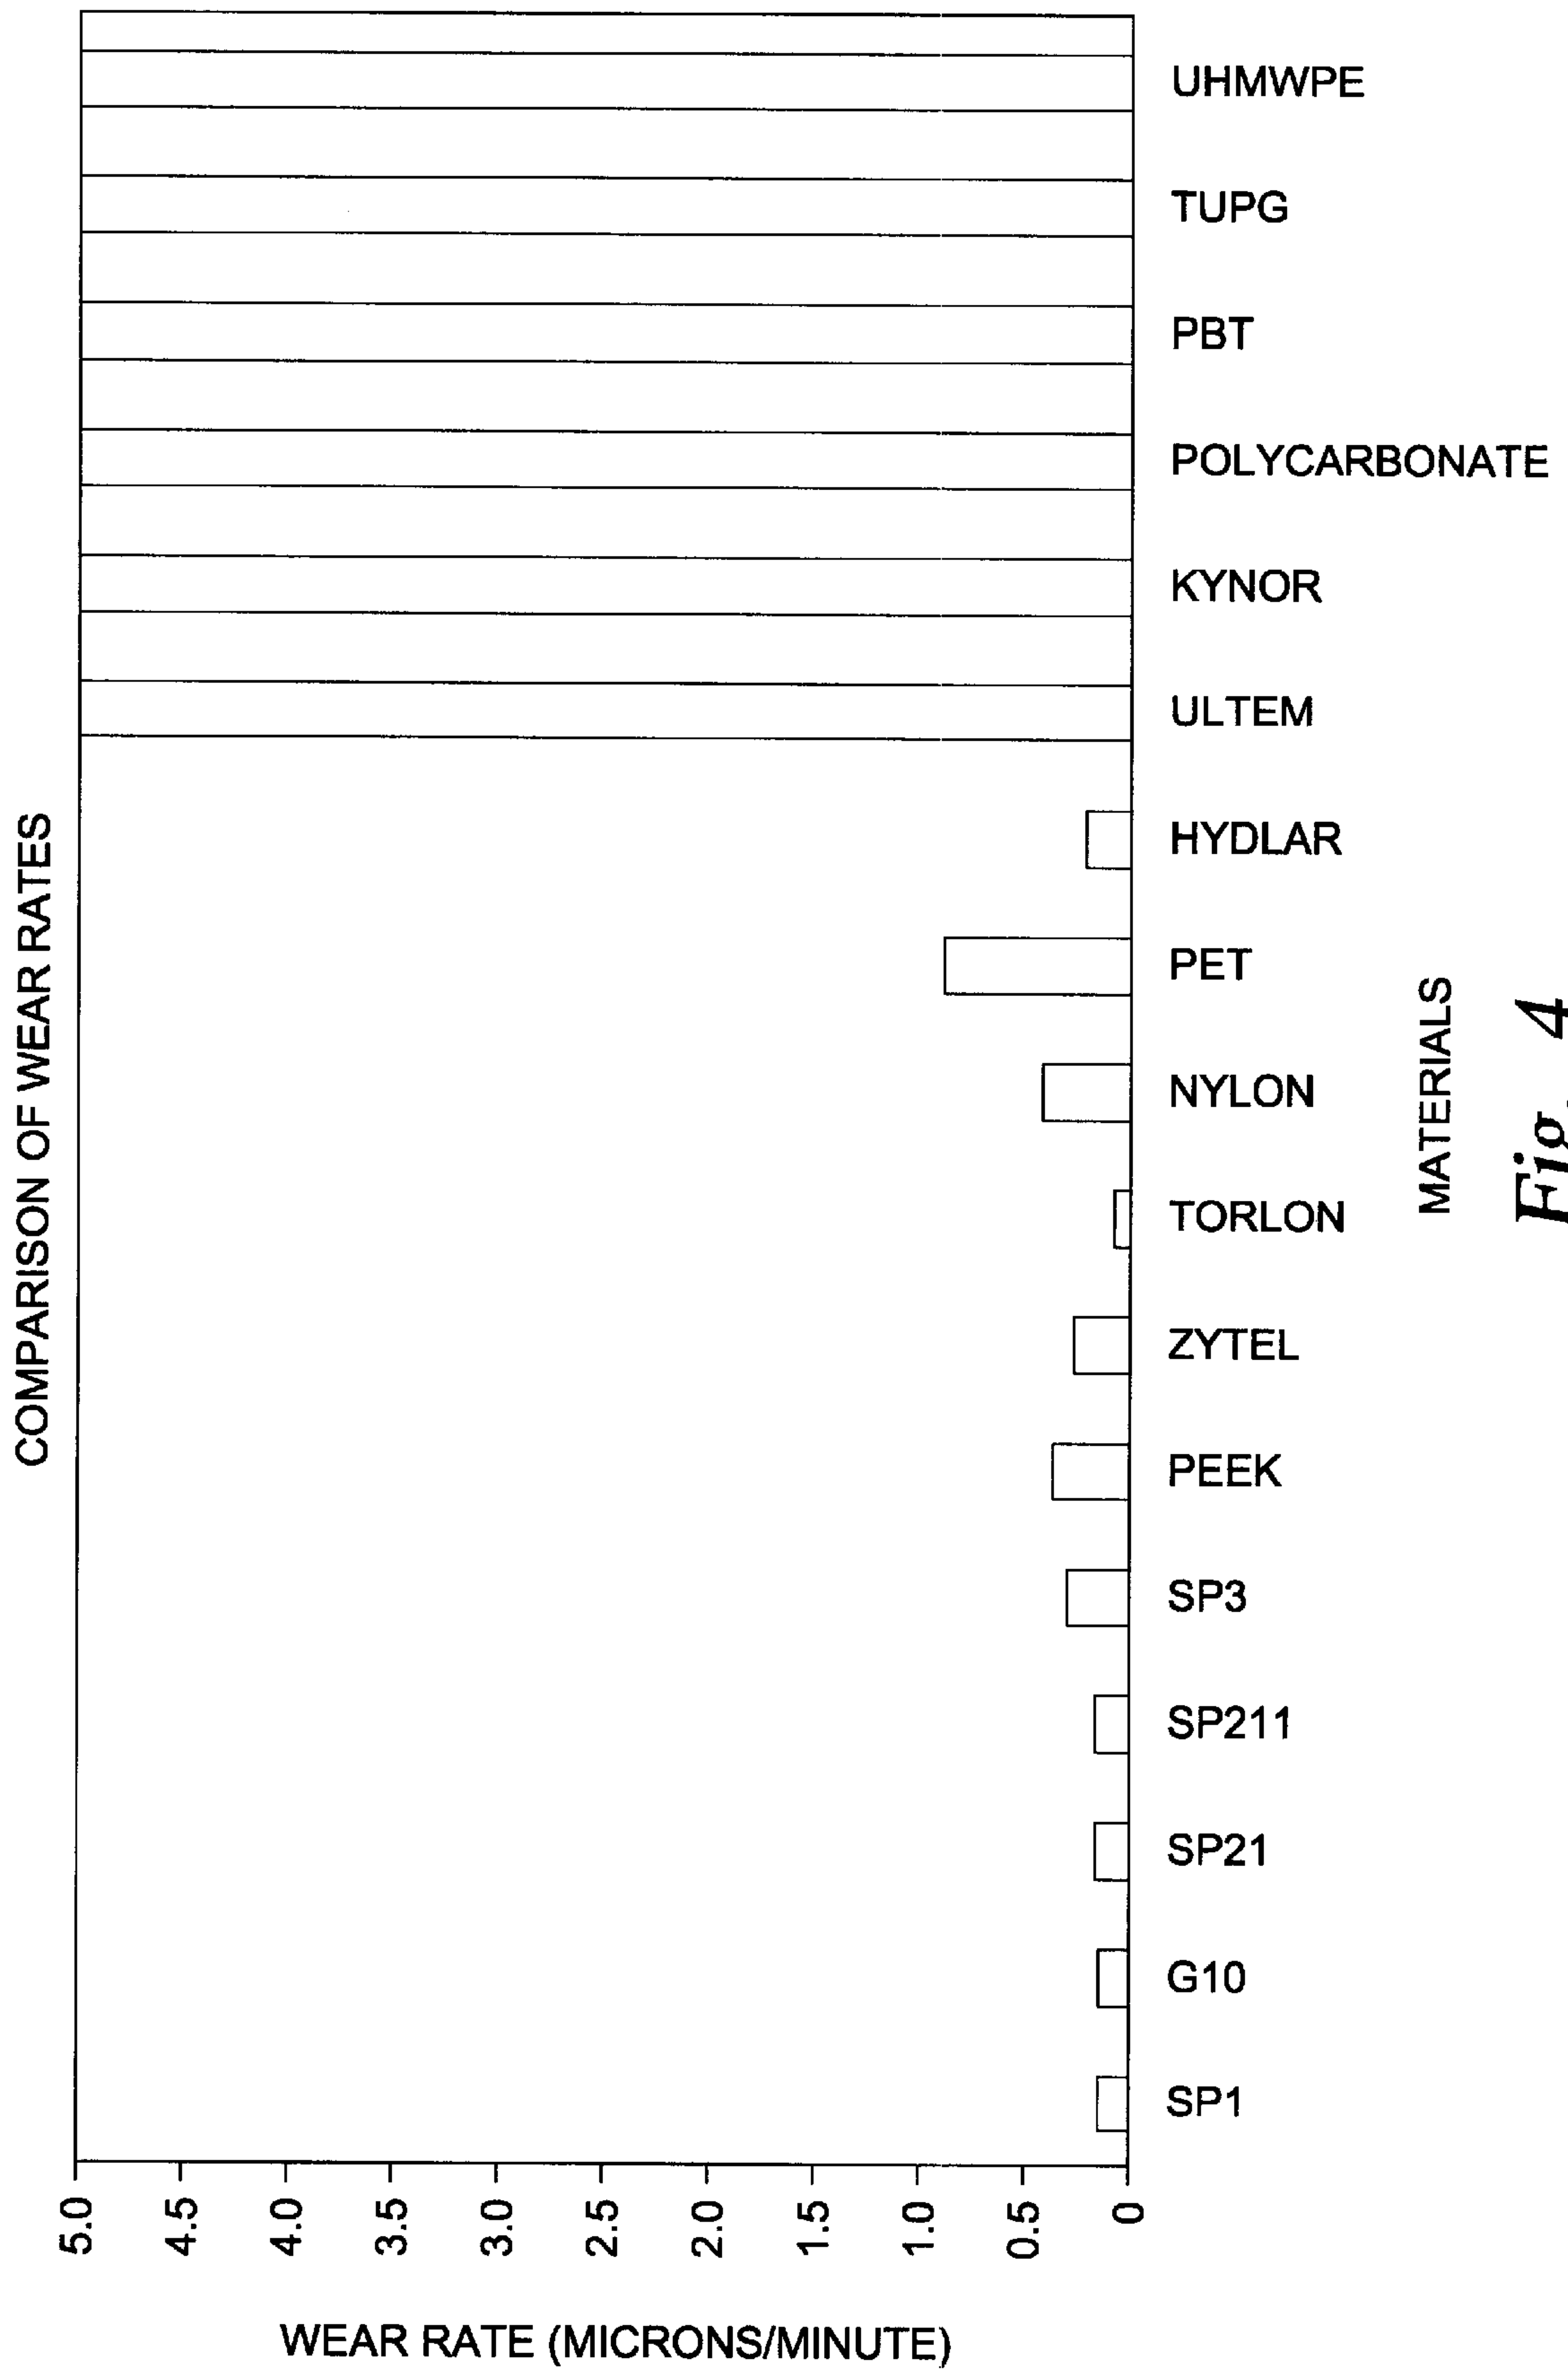 COMPARISON OF WEAR RATES
WEAR RATE (MICRONS/MINUTE)
5.0
4.5
4.0
3.5
3.0
2.5
2.0
1.5
1.0
0.5
0
SP1
G10
SP21
SP211
SP3
PEEK
ZYTEL
TORLON
NYLON
PET
HYDLAR
ULTEM
KYNOR
POLYCARBONATE
PBT
TUPG
UHMWPE
MATERIALS
Fig. 4